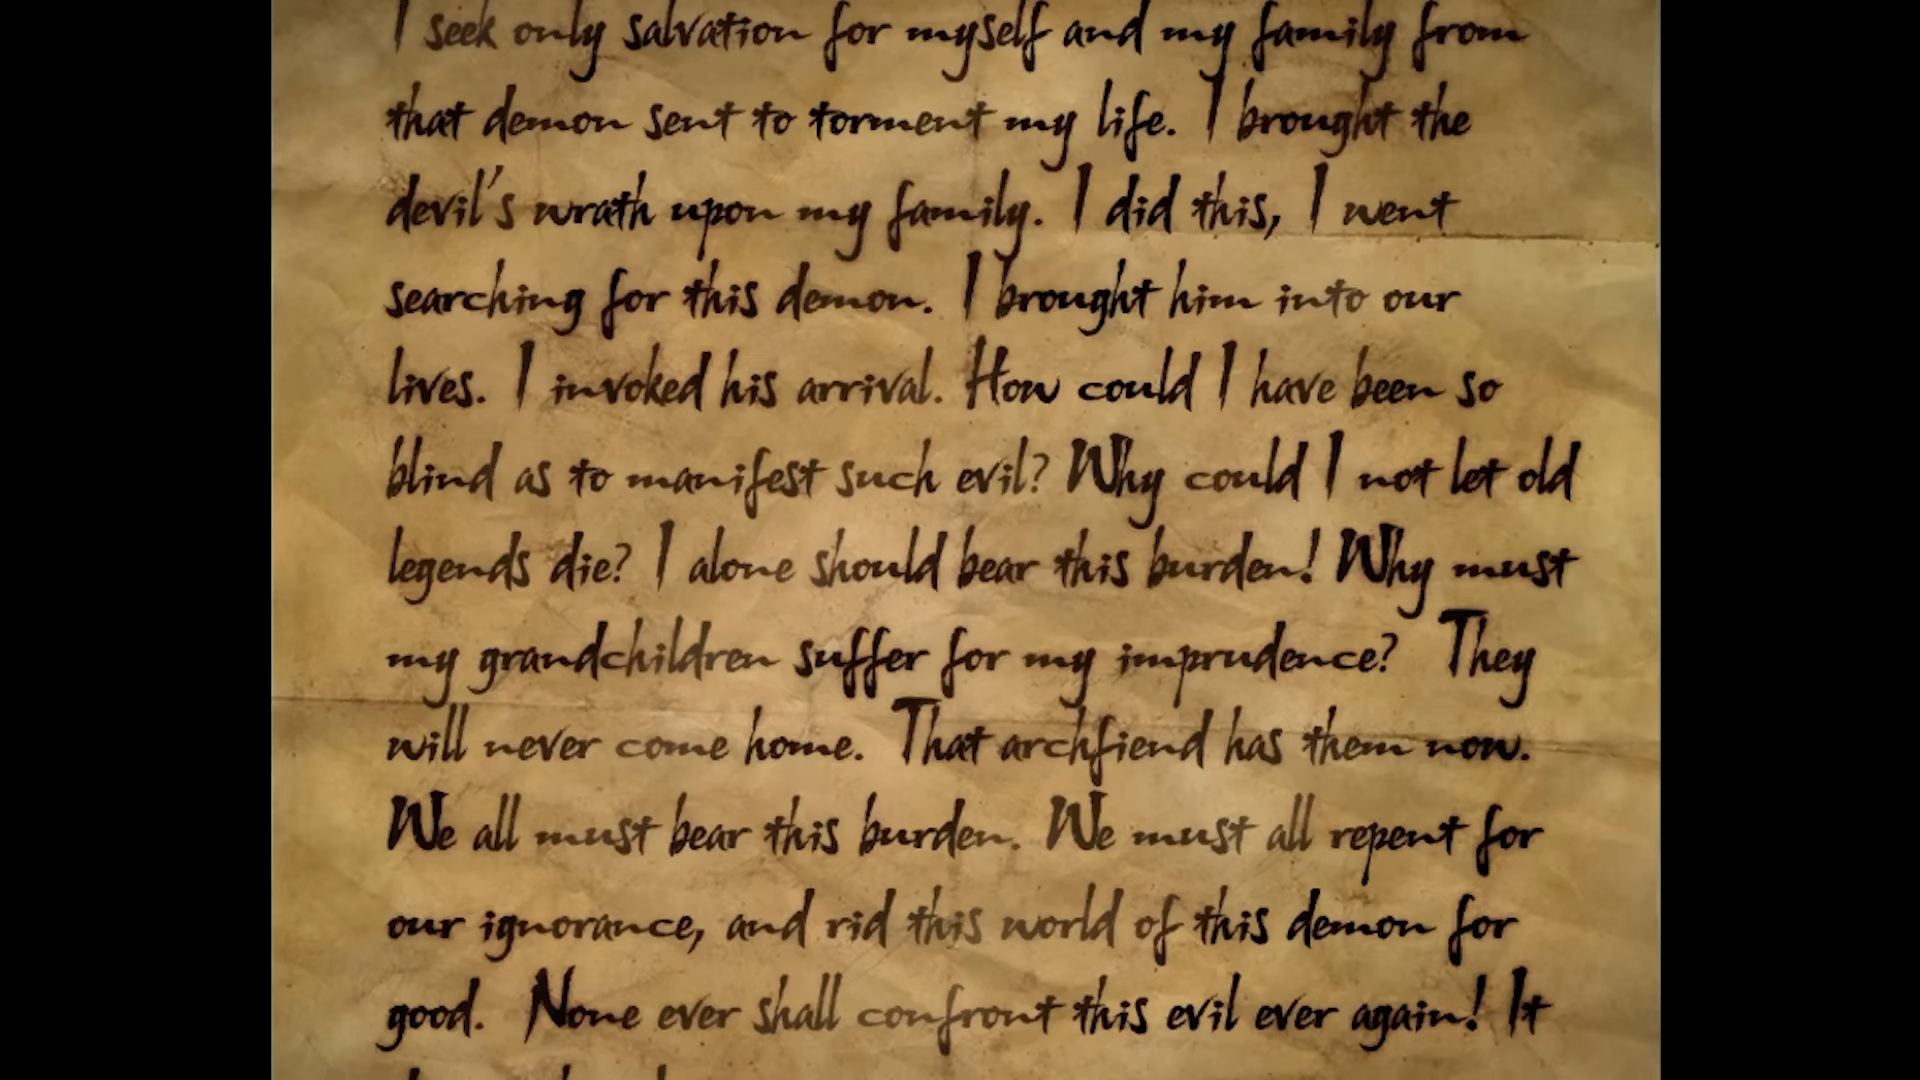 I seek only salvation for myself and my family from
that demon sent to torment my life. I brought the
devil's wrath upon my family. I did this, I went
searching for this demon. I brought him into our
lives. I invoked his arrival. How could I have been so
blind as to manifest such evil? Why could I not let old
legends die? I alone should bear this burden! Why must
my grandchildren suffer for my imprudence? They
will never come home. That archfiend has them now.
We all must bear this burden. We must all repent for
our ignorance, and rid this world of this demon for
good. None ever shall confront this evil ever again! It